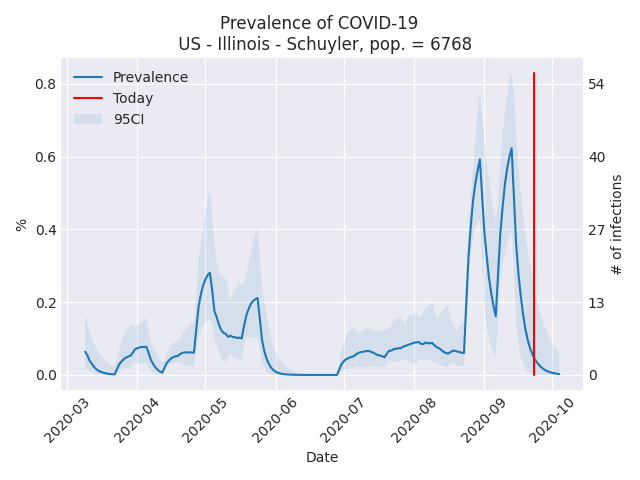 Prevalence of COVID-19
US - Illinois - Schuyler, pop. = 6768
Prevalence
Today
95CI
0.8
0.6
0.4
0.2
0.0
%
54
40
27
13
0
# of infections
2020-03
2020-04
2020-05
2020-06
2020-07
2020-08
2020-09
2020-10
Date